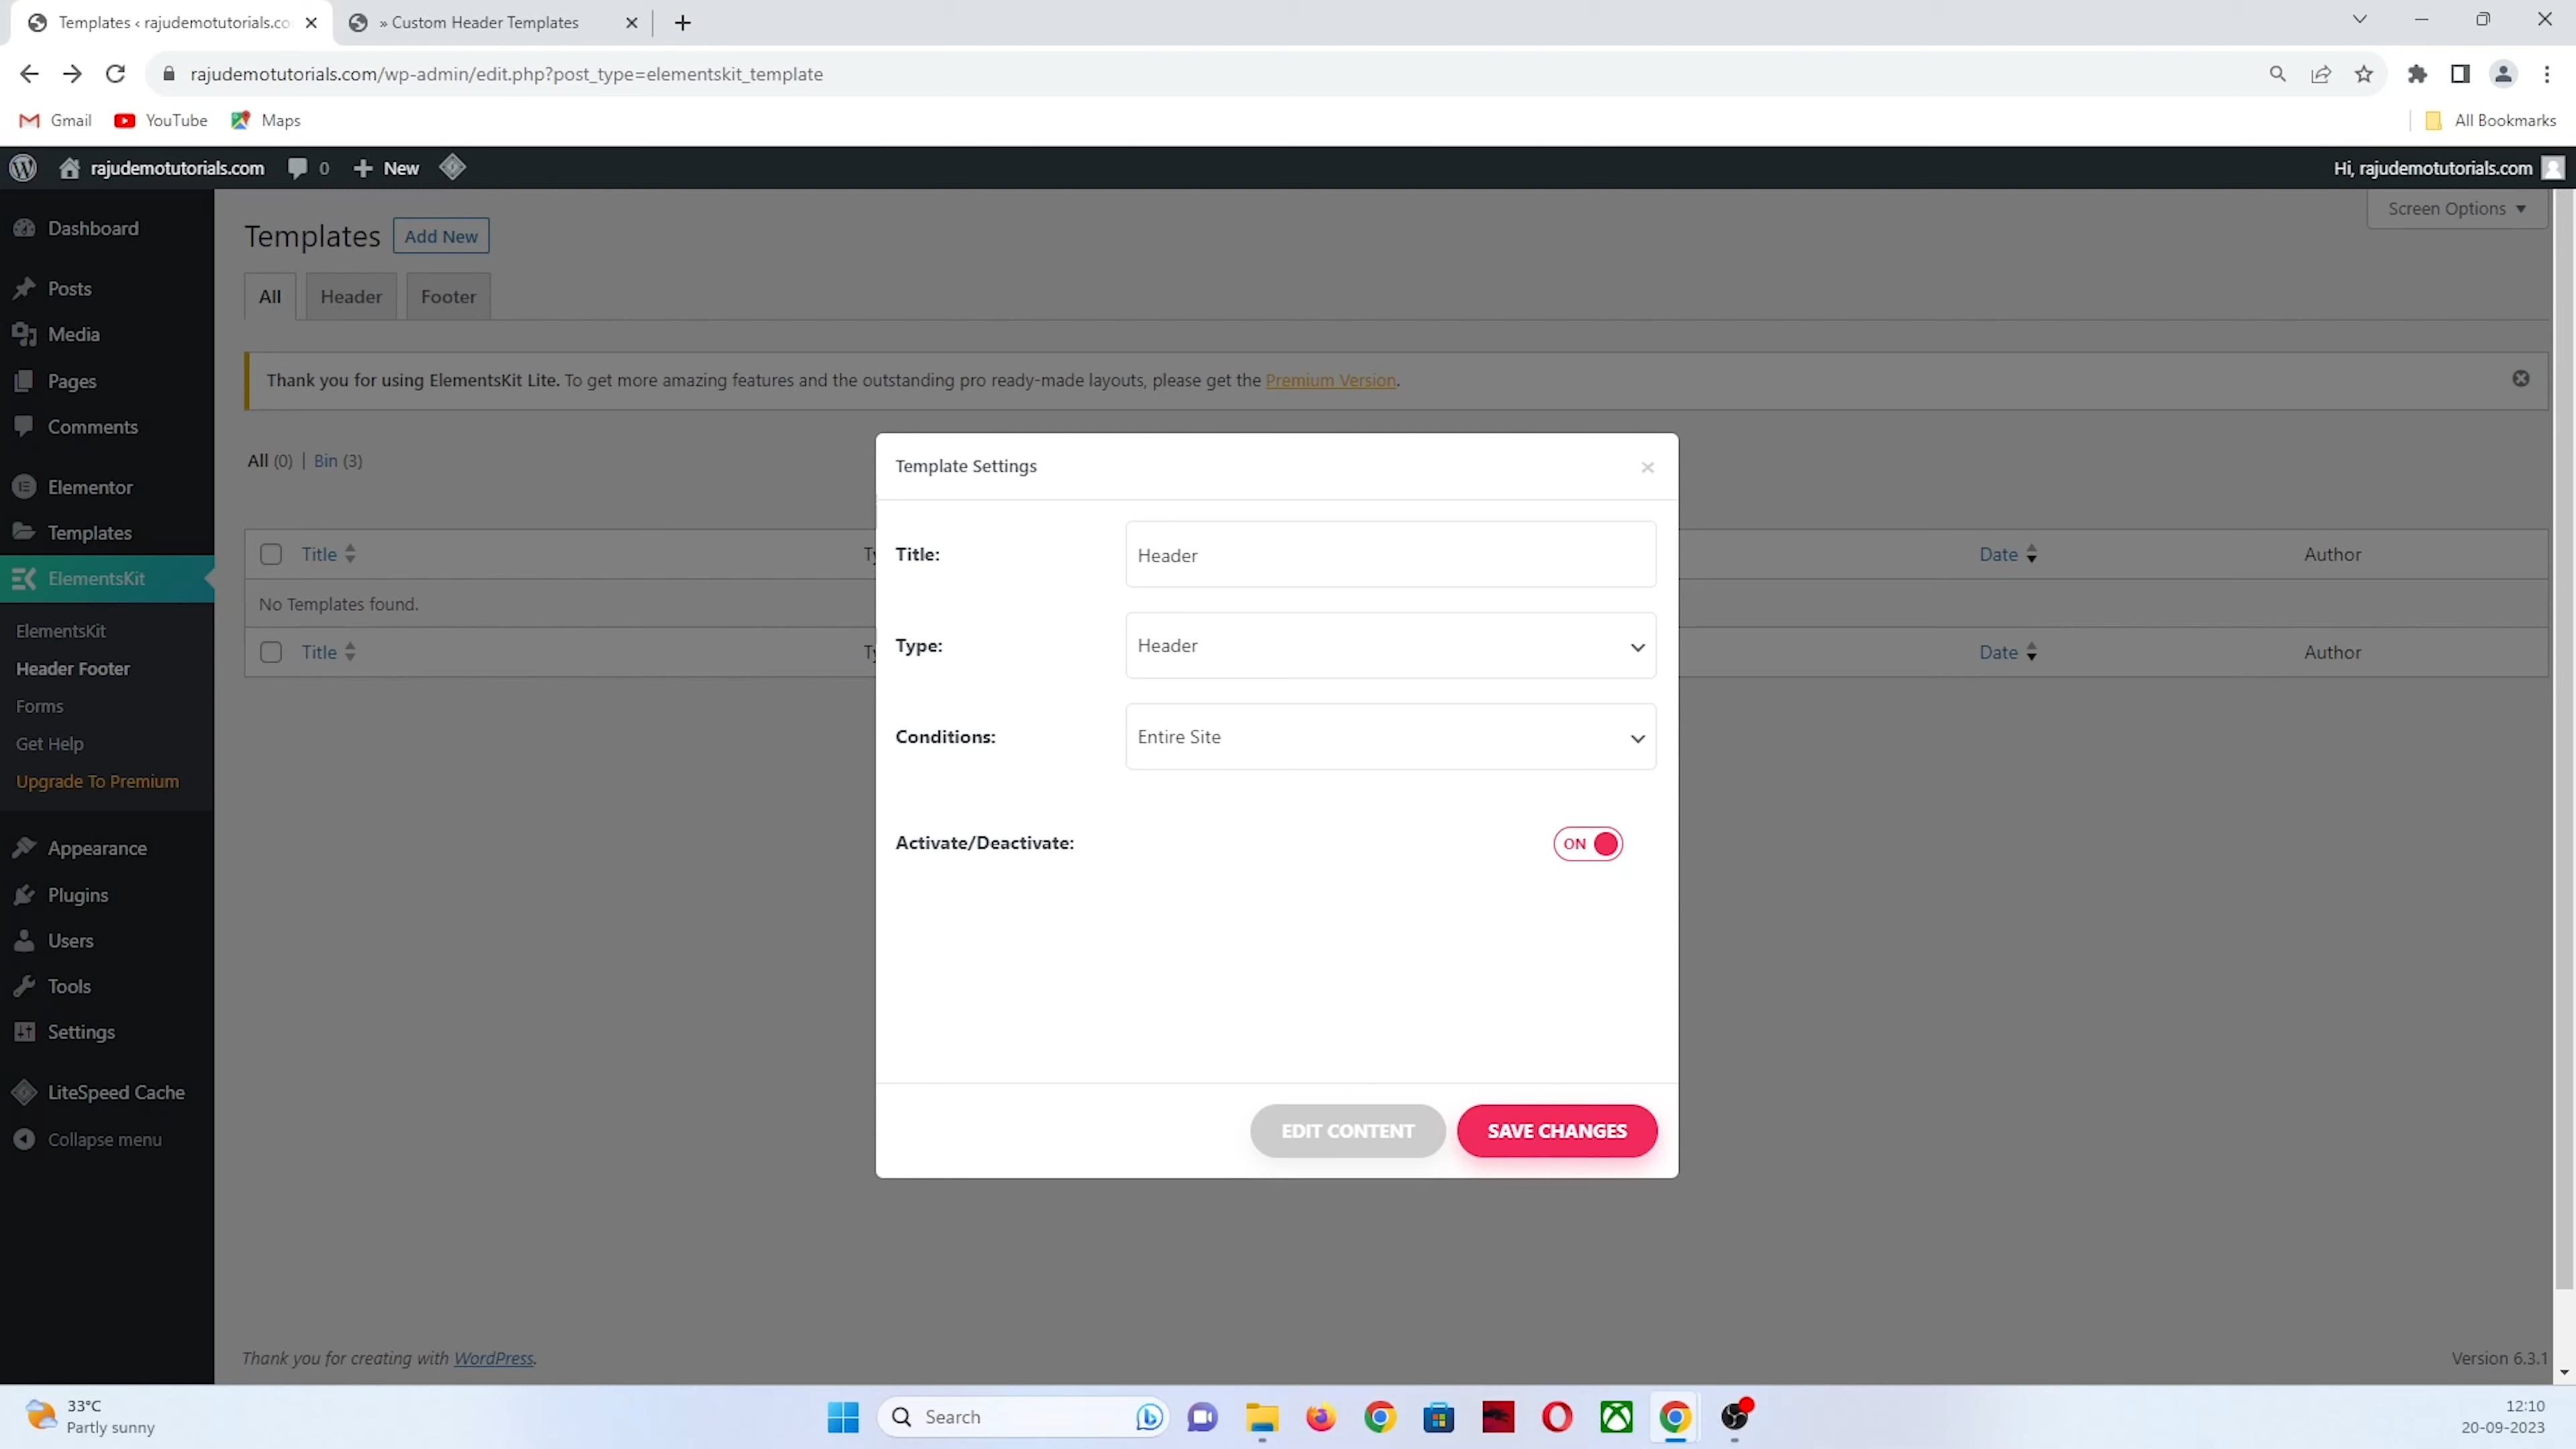 Templates ‹ rajudemotutorials.co
» Custom Header Templates
rajudemotutorials.com/wp-admin/edit.php?post_type=elementskit_template
Gmail
YouTube
Maps
All Bookmarks
rajudemotutorials.com
0
New
Hi, rajudemotutorials.com
Dashboard
Posts
Media
Pages
Comments
Elementor
Templates
ElementsKit
ElementsKit
Header Footer
Forms
Get Help
Upgrade To Premium
Appearance
Plugins
Users
Tools
Settings
LiteSpeed Cache
Collapse menu
Screen Options
Templates
Add New
All
Header
Footer
Thank you for using ElementsKit Lite. To get more amazing features and the outstanding pro ready-made layouts, please get the Premium Version.
All (0) | Bin (3)
Title
Date
Author
No Templates found.
Title
Date
Author
Template Settings
Title:
Header
Type:
Header
Conditions:
Entire Site
Activate/Deactivate:
ON
EDIT CONTENT
SAVE CHANGES
Thank you for creating with WordPress.
Version 6.3.1
33°C
Partly sunny
Search
12:10
20-09-2023